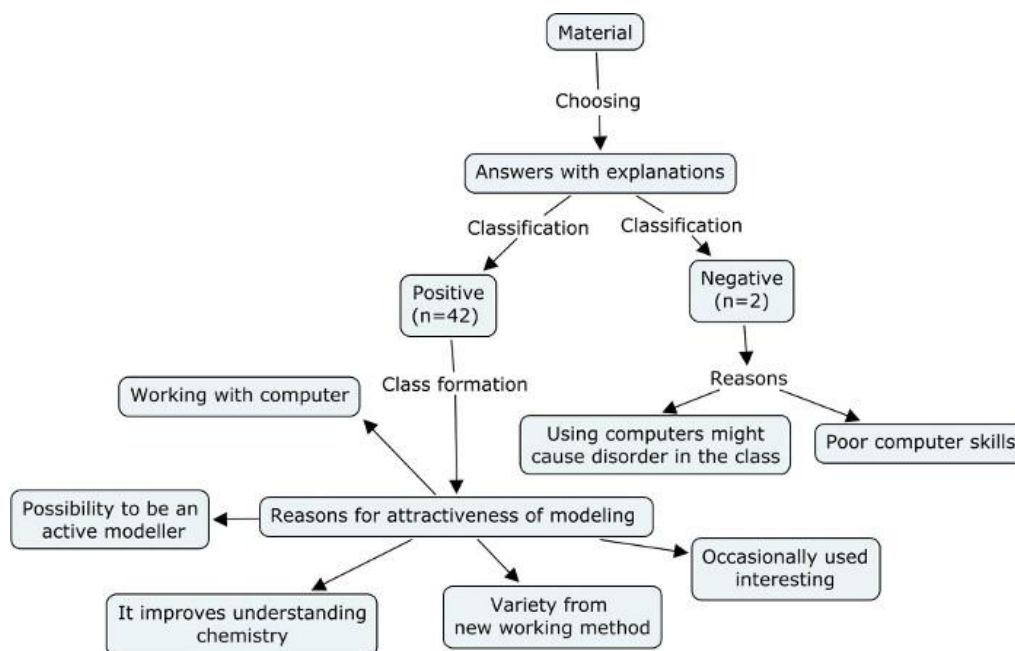 Material
Choosing
Answers with explanations
Classification
Classification
Positive
(n=42)
Negative
(n=2)
Class formation
Reasons
Working with computer
Using computers might
cause disorder in the class
Poor computer skills
Possibility to be an
active modeller
Reasons for attractiveness of modeling
Occasionally used
interesting
It improves understanding
chemistry
Variety from
new working method